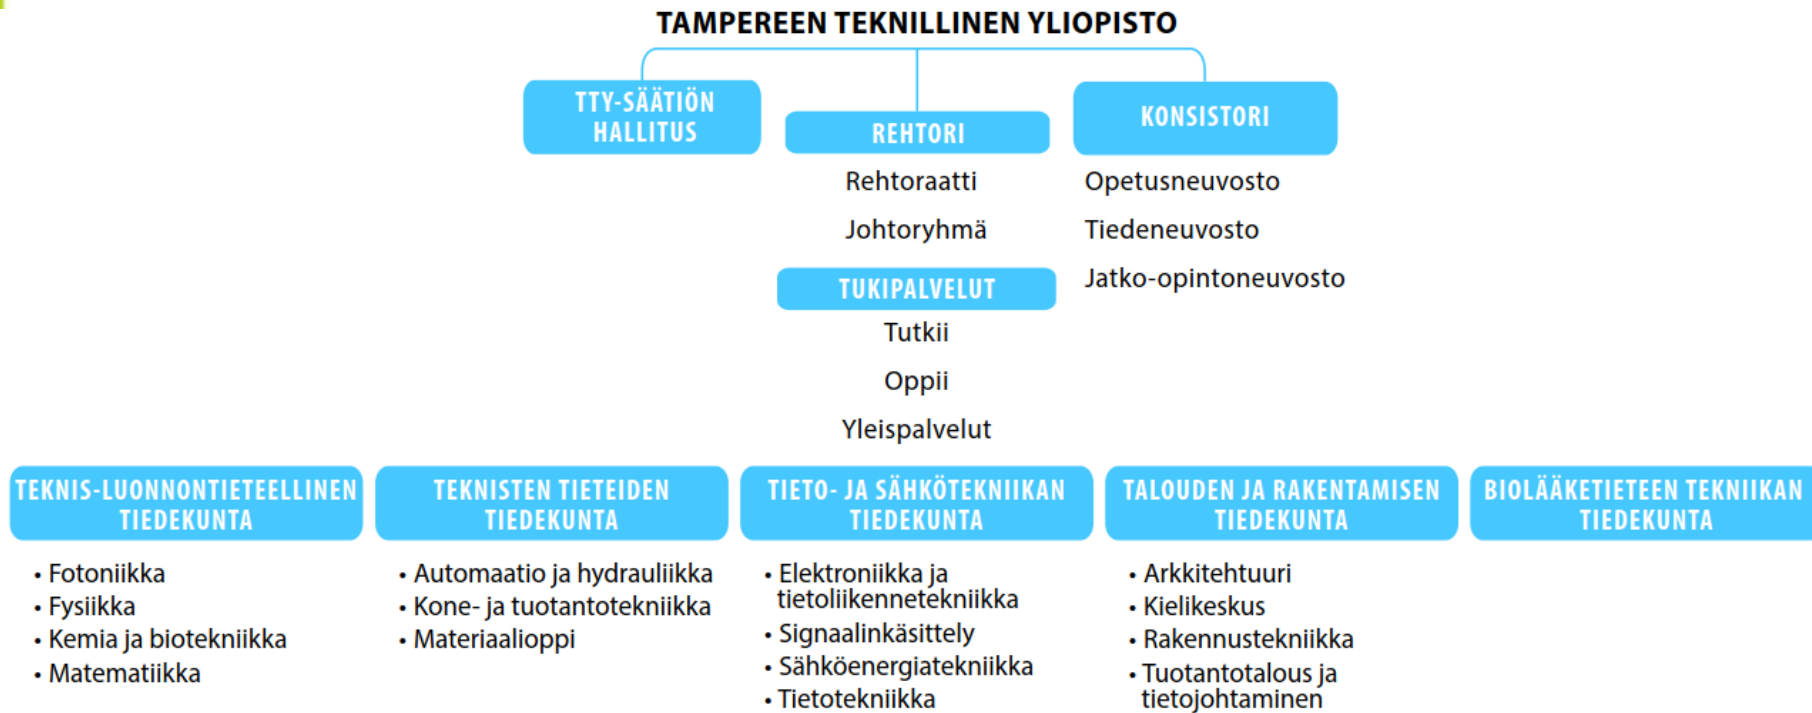 TAMPEREEN TEKNILLINEN YLIOPISTO
TTY-SÄÄTIÖN
HALLITUS
REHTORI
Rehtoraatti
Johtoryhmä
KONSISTORI
Opetusneuvosto
Tiedeneuvosto
Jatko-opintoneuvosto
TUKIPALVELUT
Tutkii
Oppii
Yleispalvelut
TEKNIS-LUONNONTIETEELLINEN
TIEDEKUNTA
• Fotoniikka
• Fysiikka
• Kemia ja biotekniikka
• Matematiikka
TEKNISTEN TIETEIDEN
TIEDEKUNTA
• Automaatio ja hydrauliikka
• Kone- ja tuotantotekniikka
• Materiaalioppi
TIETO- JA SÄHKÖTEKNIIKAN
TIEDEKUNTA
• Elektroniikka ja
tietoliikennetekniikka
• Signaalinkäsittely
• Sähköenergiatekniikka
• Tietotekniikka
TALOUDEN JA RAKENTAMISEN
TIEDEKUNTA
• Arkkitehtuuri
• Kielikeskus
• Rakennustekniikka
• Tuotantotalous ja
tietojohtaminen
BIOLÄÄKETIETEEN TEKNIIKAN
TIEDEKUNTA